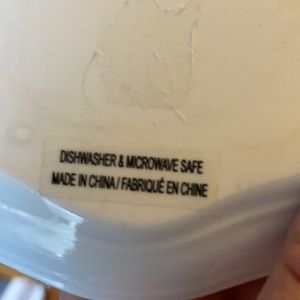 DISHWASHER & MICROWAVE SAFE
MADE IN CHINA / FABRIQUÉ EN CHINE